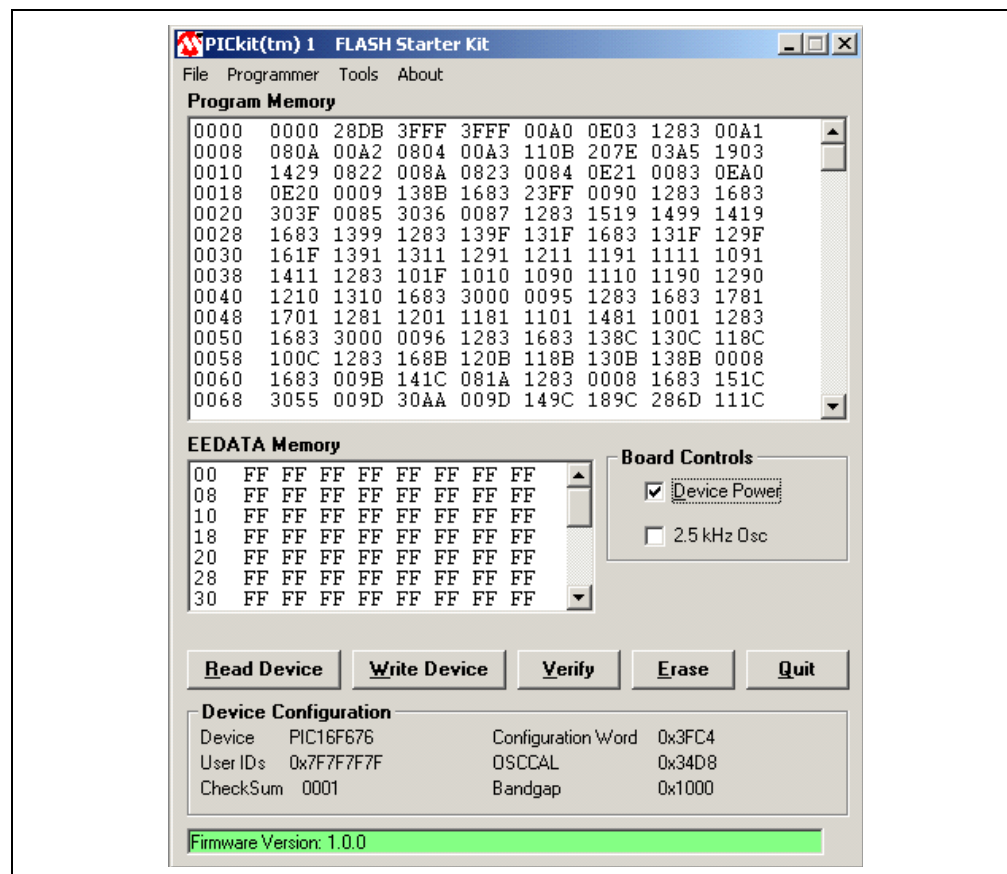 PICkit(tm) 1 FLASH Starter Kit
File Programmer Tools About
Program Memory
0000 0000 28DB 3FFF 3FFF 00A0 0E03 1283 00A1
0008 080A 00A2 0804 00A3 110B 207E 03A5 1903
0010 1429 0822 008A 0823 0084 0E21 0083 0EA0
0018 0E20 0009 138B 1683 23FF 0090 1283 1683
0020 303F 0085 3036 0087 1283 1519 1499 1419
0028 1683 1399 1283 139F 131F 1683 131F 129F
0030 161F 1391 1311 1291 1211 1191 1111 1091
0038 1411 1283 101F 1010 1090 1110 1190 1290
0040 1210 1310 1683 3000 0095 1283 1683 1781
0048 1701 1281 1201 1181 1101 1481 1001 1283
0050 1683 3000 0096 1283 1683 138C 130C 118C
0058 100C 1283 168B 120B 118B 130B 138B 0008
0060 1683 009B 141C 081A 1283 0008 1683 151C
0068 3055 009D 30AA 009D 149C 189C 286D 111C
EEDATA Memory
00 FF FF FF FF FF FF FF FF
08 FF FF FF FF FF FF FF FF
10 FF FF FF FF FF FF FF FF
18 FF FF FF FF FF FF FF FF
20 FF FF FF FF FF FF FF FF
28 FF FF FF FF FF FF FF FF
30 FF FF FF FF FF FF FF FF
Board Controls
Device Power
2.5 kHz Osc
Read Device Write Device Verify Erase Quit
Device Configuration
Device PIC16F676 Configuration Word 0x3FC4
User IDs 0x7F7F7F7F OSCCAL 0x34D8
CheckSum 0001 Bandgap 0x1000
Firmware Version: 1.0.0